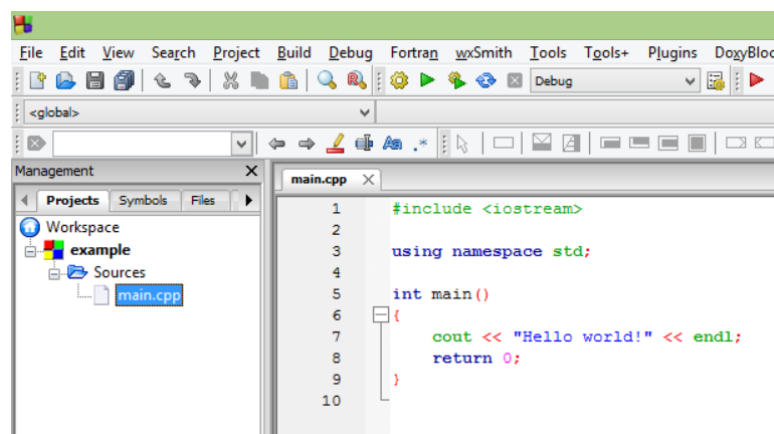 File Edit View Search Project Build Debug Fortran wxSmith Tools Tools+ Plugins DoxyBloc
Debug
<global>
Management
main.cpp
Projects Symbols Files
Workspace
example
Sources
main.cpp
1 #include <iostream>
2
3 using namespace std;
4
5 int main()
6 {
7 cout << "Hello world!" << endl;
8 return 0;
9 }
10